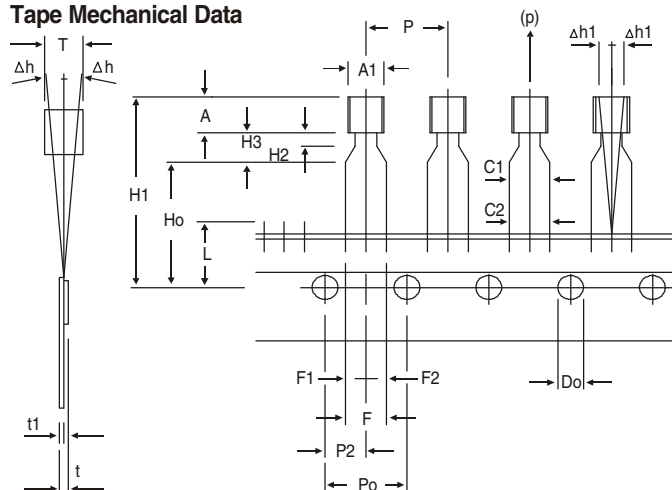 Tape Mechanical Data
T
Δh Δh
P
(p)
Δh1 Δh1
A1
A
H3
H2
H1
Ho
L
C1
C2
F1 F2
Do
F
t1
P2
t
Po